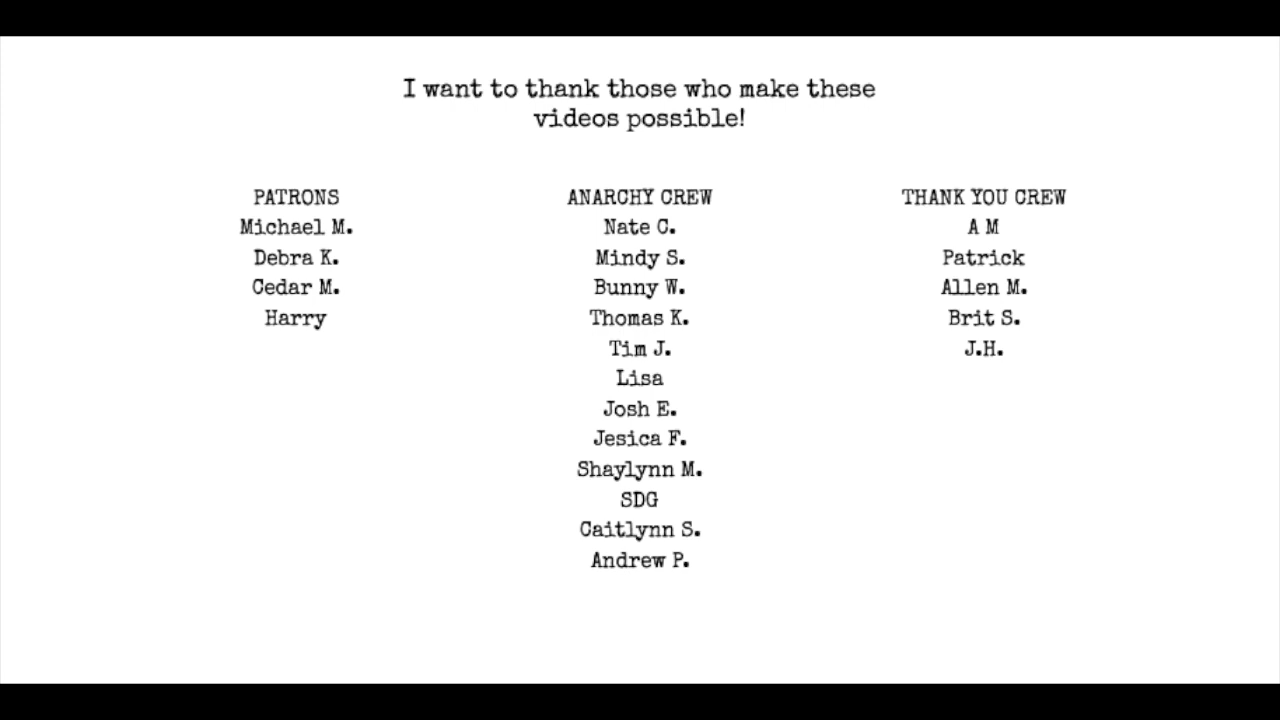 I want to thank those who make these
videos possible!
PATRONS
Michael M.
Debra K.
Cedar M.
Harry
ANARCHY CREW
Nate C.
Mindy S.
Bunny W.
Thomas K.
Tim J.
Lisa
Josh E.
Jesica F.
Shaylynn M.
SDG
Caitlynn S.
Andrew P.
THANK YOU CREW
A M
Patrick
Allen M.
Brit S.
J.H.